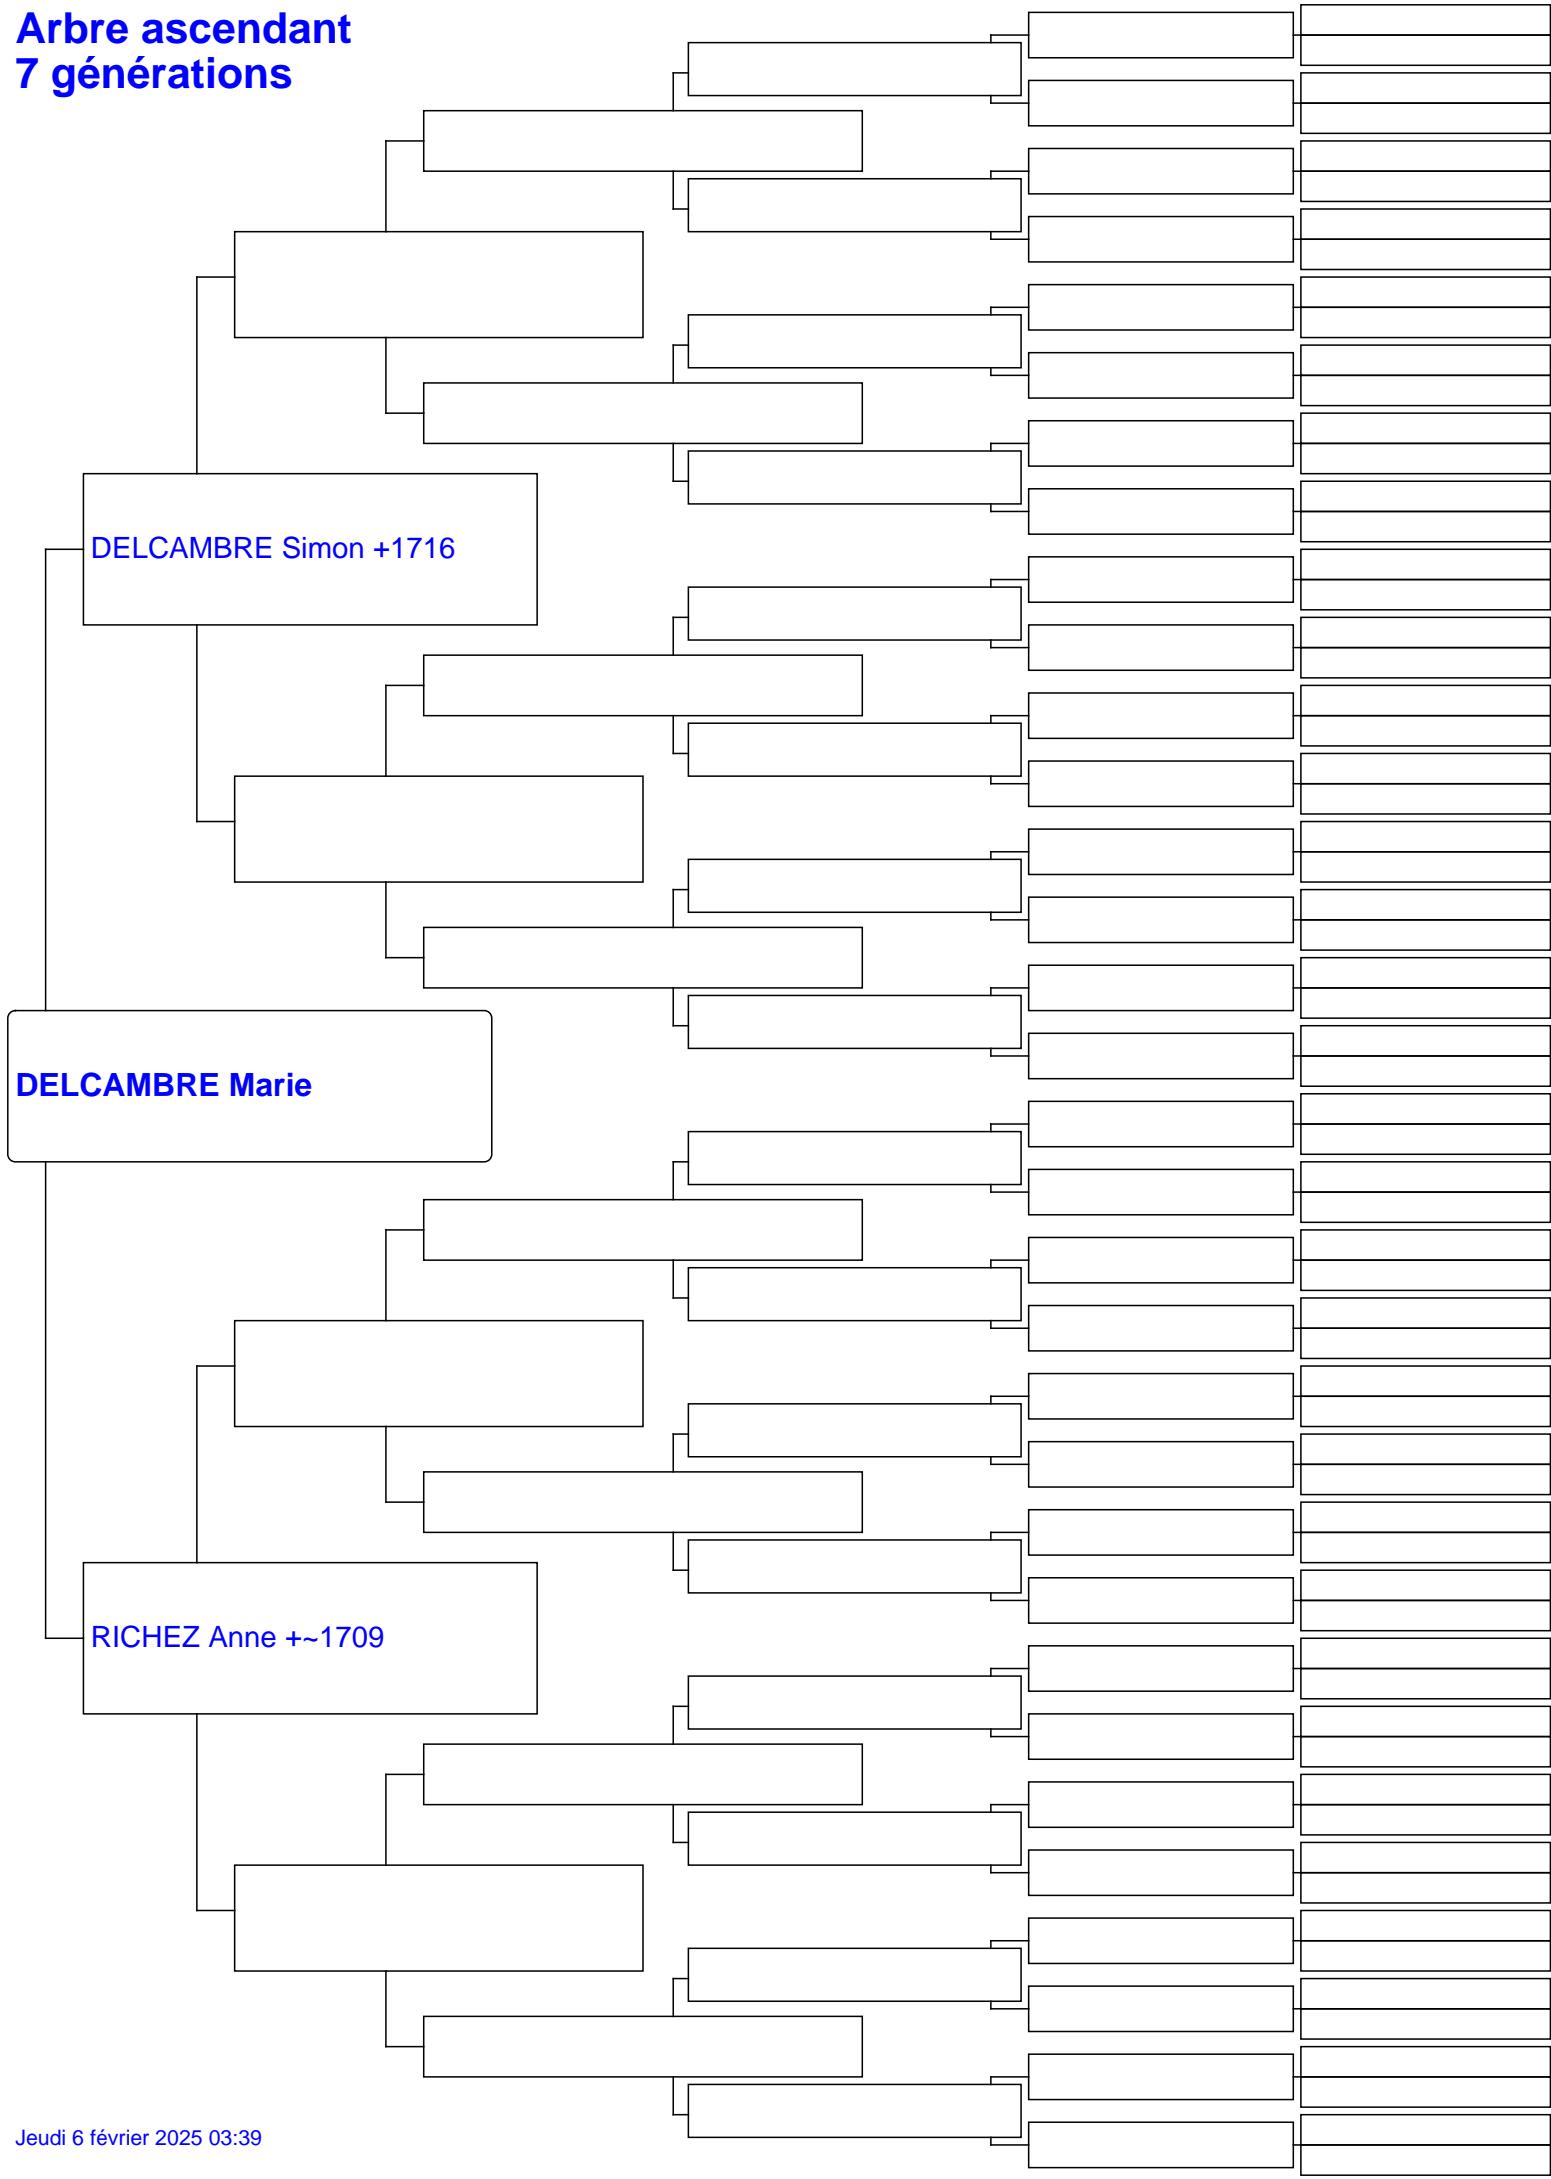 Arbre ascendant
7 générations
DELCAMBRE Simon +1716
DELCAMBRE Marie
RICHEZ Anne +~1709
Jeudi 6 février 2025 03:39